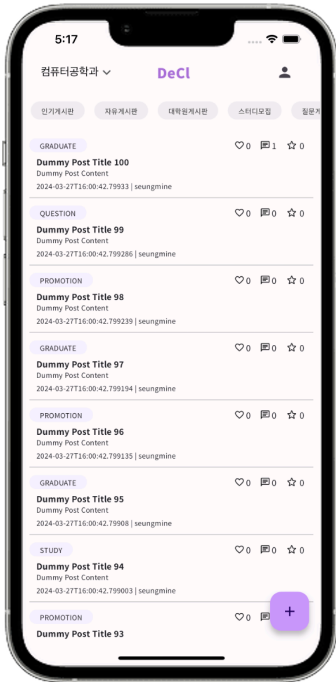 5:17
컴퓨터공학과
DeCl
인기게시판 자유게시판 대학원게시판 스터디모집
GRADUATE 0 1 0
Dummy Post Title 100
Dummy Post Content
2024-03-27T16:00:42.79933 | seungmine
QUESTION 0 0 0
Dummy Post Title 99
Dummy Post Content
2024-03-27T16:00:42.799286 | seungmine
PROMOTION 0 0 0
Dummy Post Title 98
Dummy Post Content
2024-03-27T16:00:42.799239 | seungmine
GRADUATE 0 0 0
Dummy Post Title 97
Dummy Post Content
2024-03-27T16:00:42.799194 | seungmine
PROMOTION 0 0 0
Dummy Post Title 96
Dummy Post Content
2024-03-27T16:00:42.799135 | seungmine
GRADUATE 0 0 0
Dummy Post Title 95
Dummy Post Content
2024-03-27T16:00:42.79908 | seungmine
STUDY 0 0 0
Dummy Post Title 94
Dummy Post Content
2024-03-27T16:00:42.799003 | seungmine
PROMOTION 0
Dummy Post Title 93
+